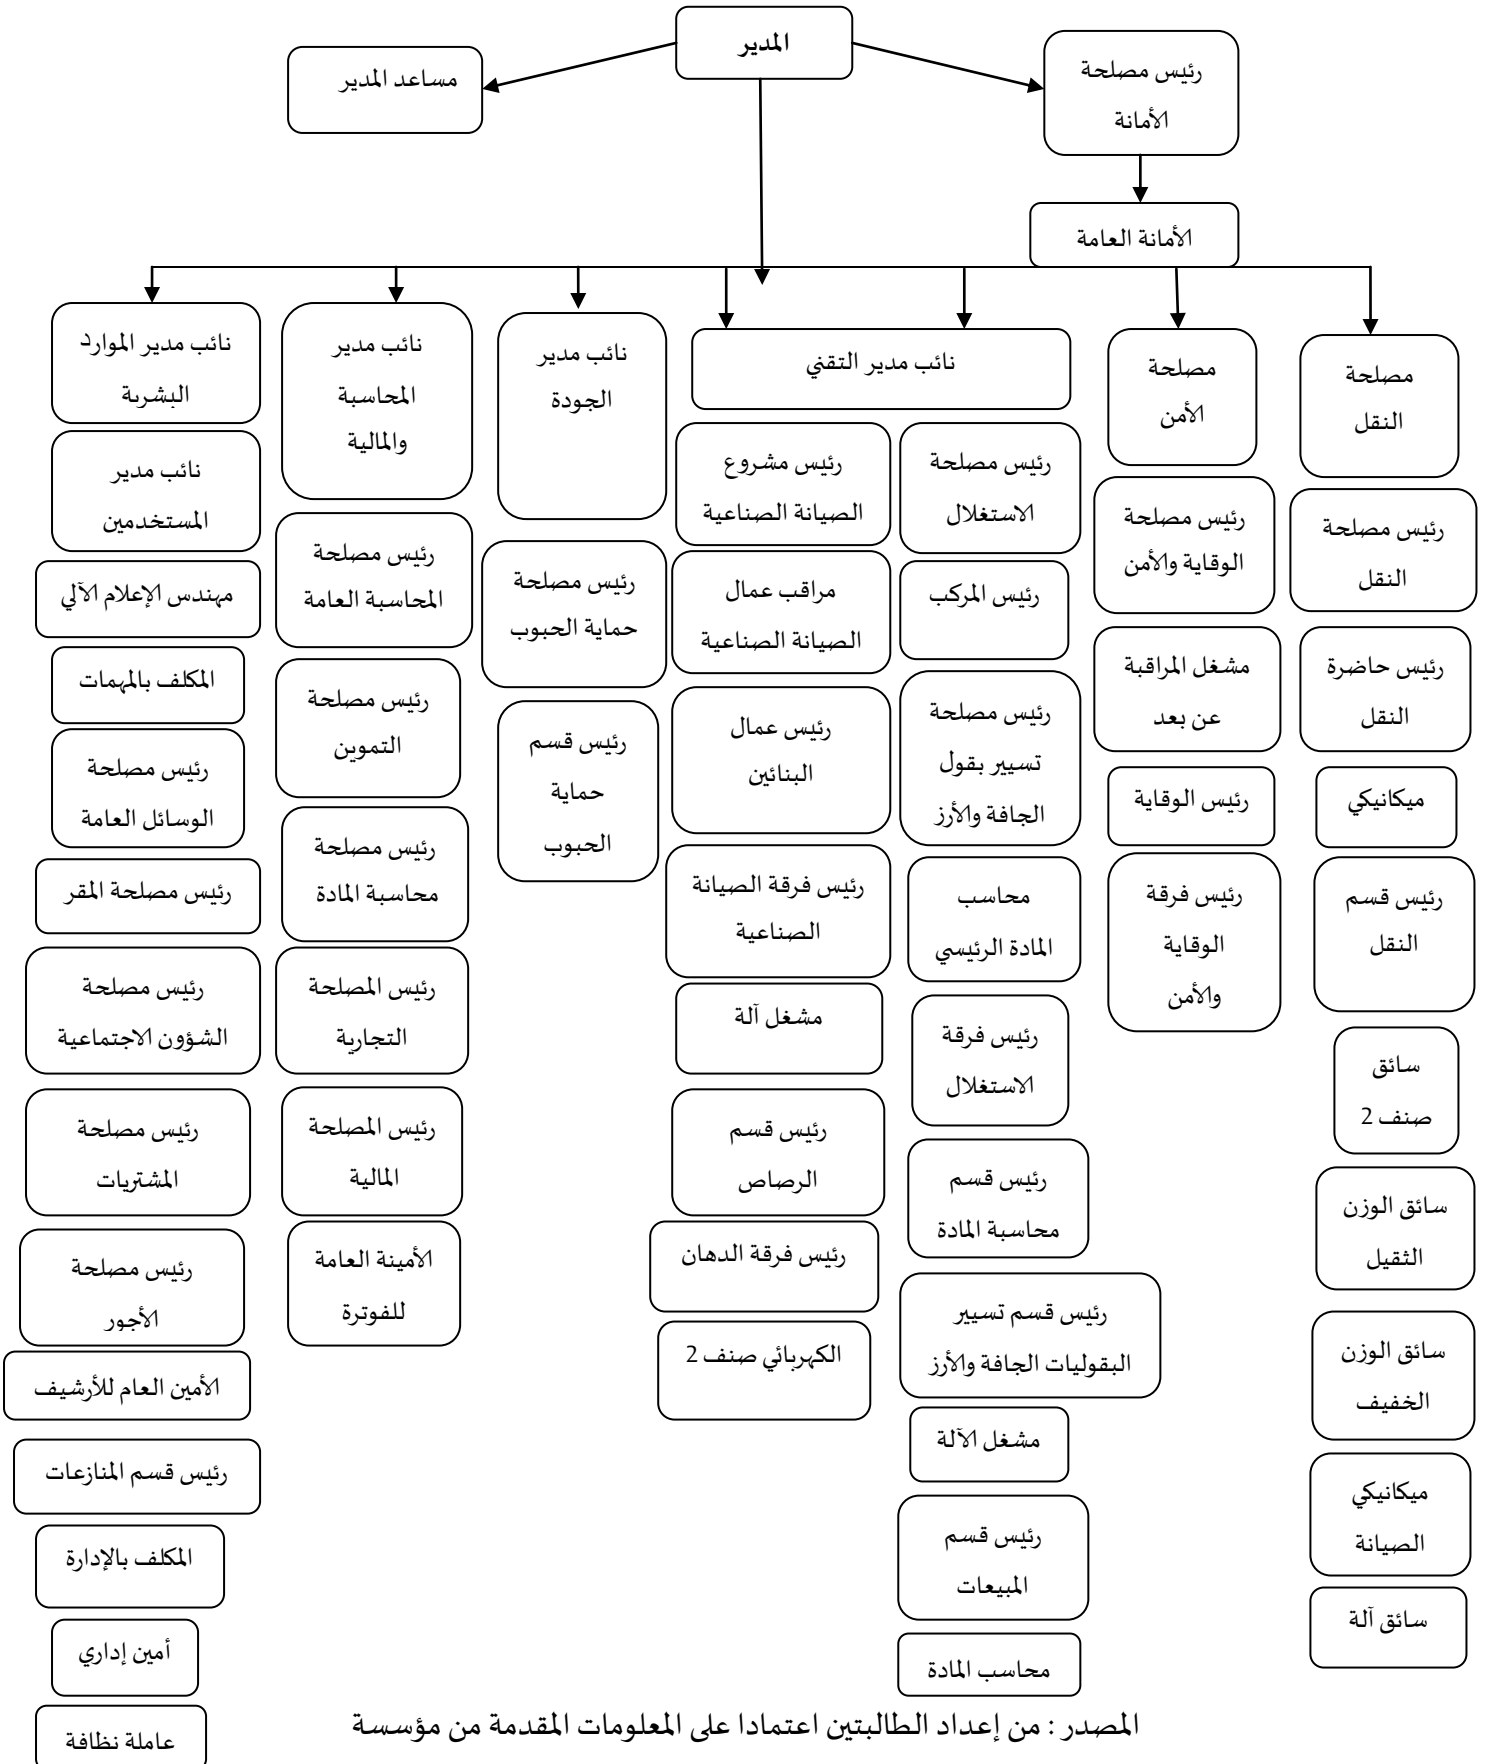 المدير
رئيس مصلحة
الأمانة
مساعد المدير
الأمانة العامة
مصلحة
النقل
رئيس مصلحة
النقل
رئيس حاضرة
النقل
ميكانيكي
رئيس قسم
النقل
سائق
صنف 2
سائق الوزن
الثقيل
سائق الوزن
الخفيف
ميكانيكي
الصيانة
سائق آلة
مصلحة
الأمن
رئيس مصلحة
الوقاية والأمن
مشغل المراقبة
عن بعد
رئيس الوقاية
رئيس فرقة
الوقاية
والأمن
نائب مدير التقني
رئيس مصلحة
الاستغلال
رئيس المركب
رئيس مصلحة
تسيير بقول
الجافة والأرز
محاسب
المادة الرئيسي
رئيس فرقة
الاستغلال
رئيس قسم
محاسبة المادة
رئيس قسم تسيير
البقوليات الجافة والأرز
مشغل الآلة
رئيس قسم
المبيعات
محاسب المادة
رئيس مشروع
الصيانة الصناعية
مراقب عمال
الصيانة الصناعية
رئيس عمال
البنائين
رئيس فرقة الصيانة
الصناعية
مشغل آلة
رئيس قسم
الرصاص
رئيس فرقة الدهان
الكهربائي صنف 2
نائب مدير
الجودة
رئيس مصلحة
حماية الحبوب
رئيس قسم
حماية
الحبوب
نائب مدير
المحاسبة
والمالية
رئيس مصلحة
المحاسبة العامة
رئيس مصلحة
التموين
رئيس مصلحة
محاسبة المادة
رئيس المصلحة
التجارية
رئيس المصلحة
المالية
الأمينة العامة
للفوترة
نائب مدير الموارد
البشرية
نائب مدير
المستخدمين
مهندس الإعلام الآلي
المكلف بالمهمات
رئيس مصلحة
الوسائل العامة
رئيس مصلحة المقر
رئيس مصلحة
الشؤون الاجتماعية
رئيس مصلحة
المشتريات
رئيس مصلحة
الأجور
الأمين العام للأرشيف
رئيس قسم المنازعات
المكلف بالإدارة
أمين إداري
عاملة نظافة
المصدر : من إعداد الطالبتين اعتمادا على المعلومات المقدمة من مؤسسة